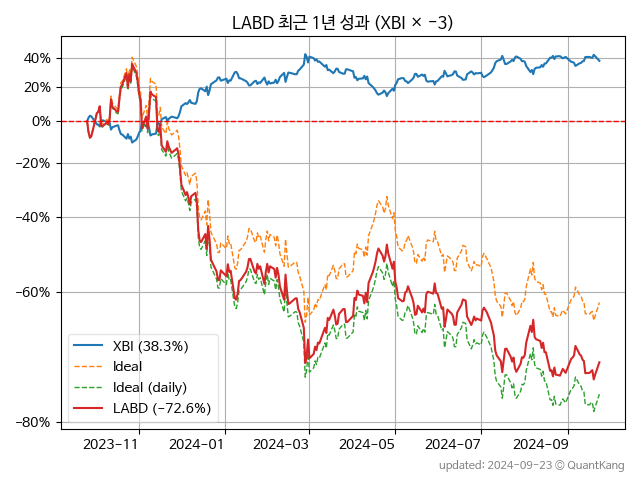 LABD 최근 1년 성과 (XBI × −3)
40%
20%
0%
−20%
−40%
−60%
−80%
XBI (38.3%)
Ideal
Ideal (daily)
LABD (−72.6%)
2023−11
2024−01
2024−03
2024−05
2024−07
2024−09
updated: 2024-09-23 © QuantKang